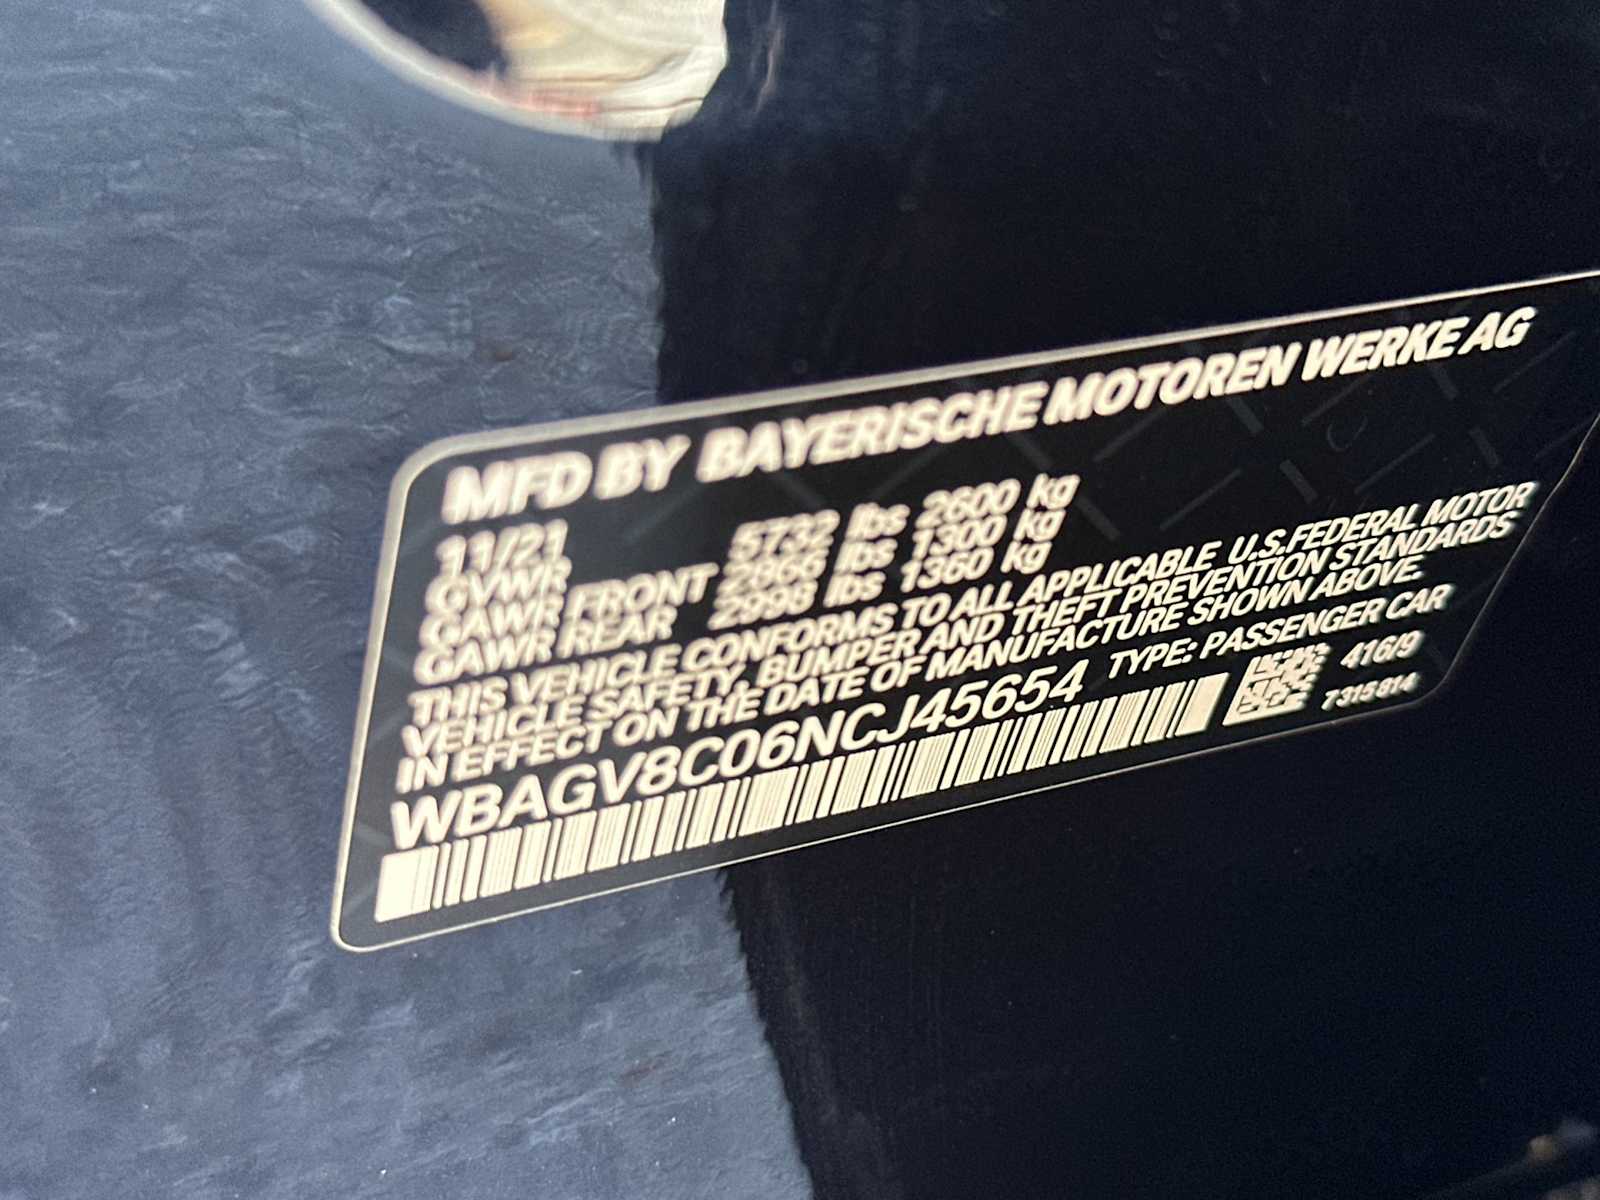 MFD BY BAYERISCHE MOTOREN WERKE AG
11/21
GVWR 5732 lbs 2600 kg
GAWR FRONT 2866 lbs 1300 kg
GAWR REAR 2998 lbs 1360 kg
THIS VEHICLE CONFORMS TO ALL APPLICABLE U.S.FEDERAL MOTOR
VEHICLE SAFETY, BUMPER AND THEFT PREVENTION STANDARDS
IN EFFECT ON THE DATE OF MANUFACTURE SHOWN ABOVE.
WBAGV8C06NCJ45654 TYPE: PASSENGER CAR
416/9
7315814